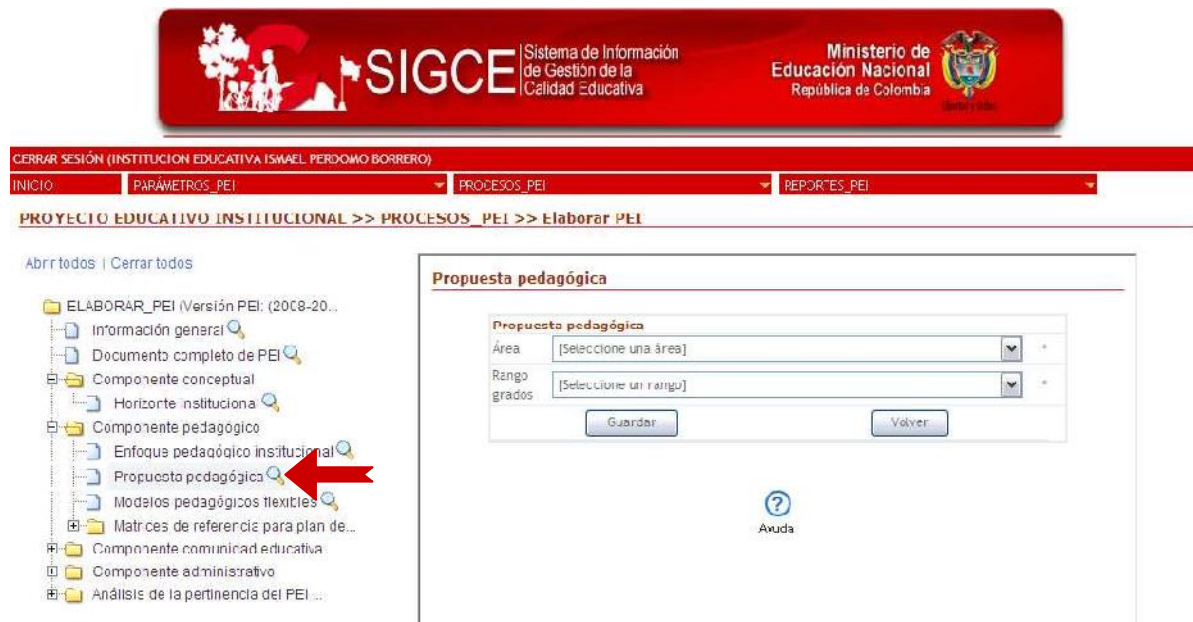 SIGCE
Sistema de Información
de Gestión de la
Calidad Educativa
Ministerio de
Educación Nacional
República de Colombia
Libertad y Orden
CERRAR SESIÓN (INSTITUCION EDUCATIVA ISMAEL PERDOMO BORRERO)
INICIO PARÁMETROS_PEI PROCESOS_PEI REPORTES_PEI
PROYECTO EDUCATIVO INSTITUCIONAL >> PROCESOS_PEI >> Elaborar PEI
Abrir todos | Cerrar todos
ELABORAR_PEI (Versión PEI: (2008-20...
Información general
Documento completo de PEI
Componente conceptual
Horizonte institucional
Componente pedagógico
Enfoque pedagógico institucional
Propuesta pedagógica
Modelos pedagógicos flexibles
Matrices de referencia para plan de...
Componente comunicad educativa
Componente administrativo
Análisis de la pertinencia del PEI ...
Propuesta pedagógica
Propuesta pedagógica
Área [Seleccione una área] *
Rango grados [Seleccione un rango] *
Guardar Volver
?
Ayuda